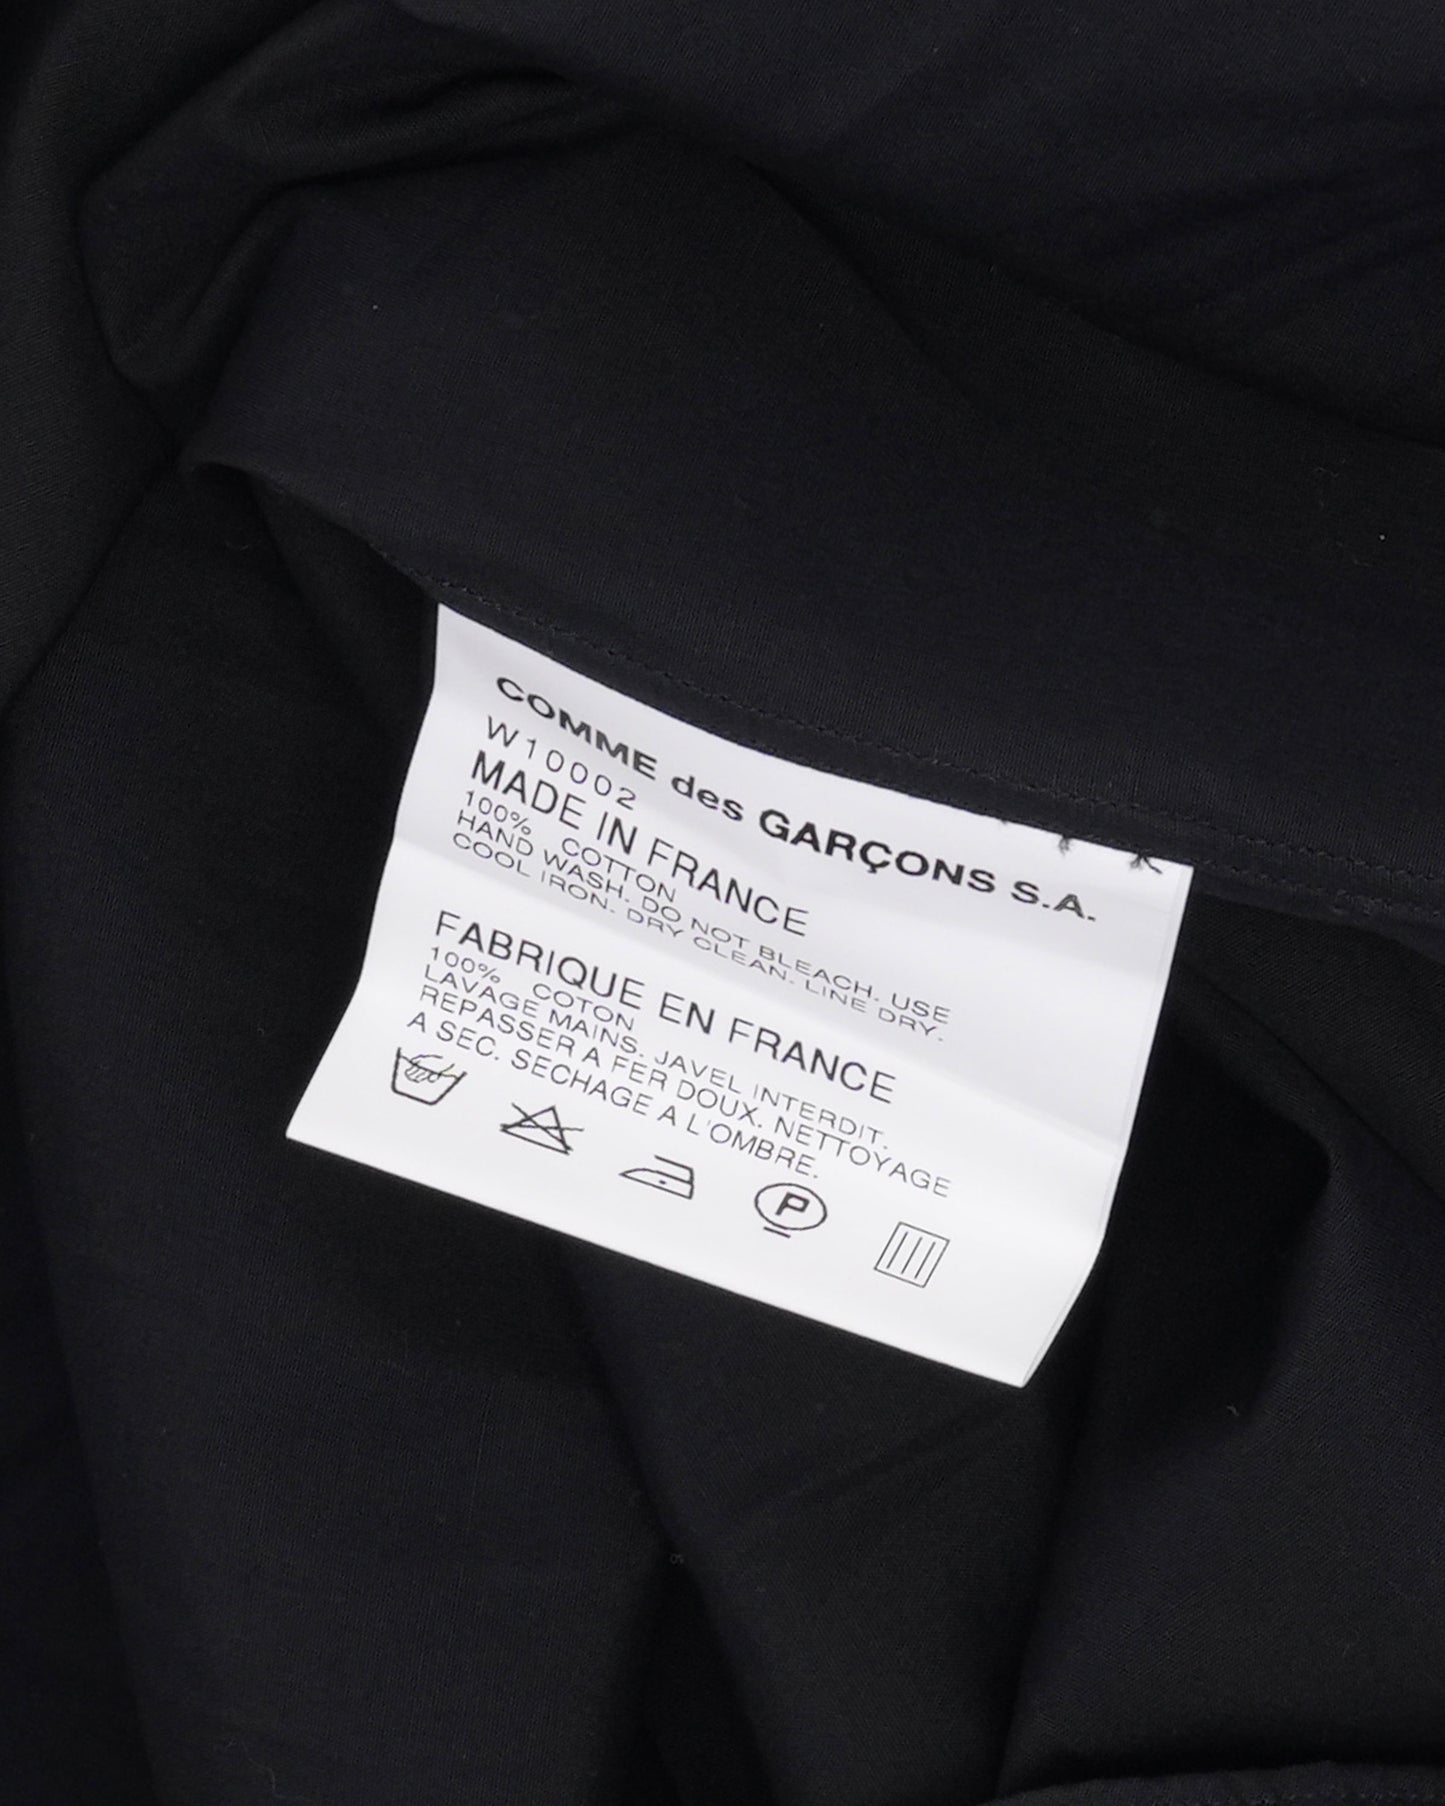 COMME des GARÇONS S.A.
W10002
MADE IN FRANCE
100% COTTON
HAND WASH. DO NOT BLEACH. USE
COOL IRON. DRY CLEAN. LINE DRY.
FABRIQUE EN FRANCE
100% COTON
LAVAGE MAINS. JAVEL INTERDIT.
REPASSER A FER DOUX. NETTOYAGE
A SEC. SECHAGE A L'OMBRE.
P